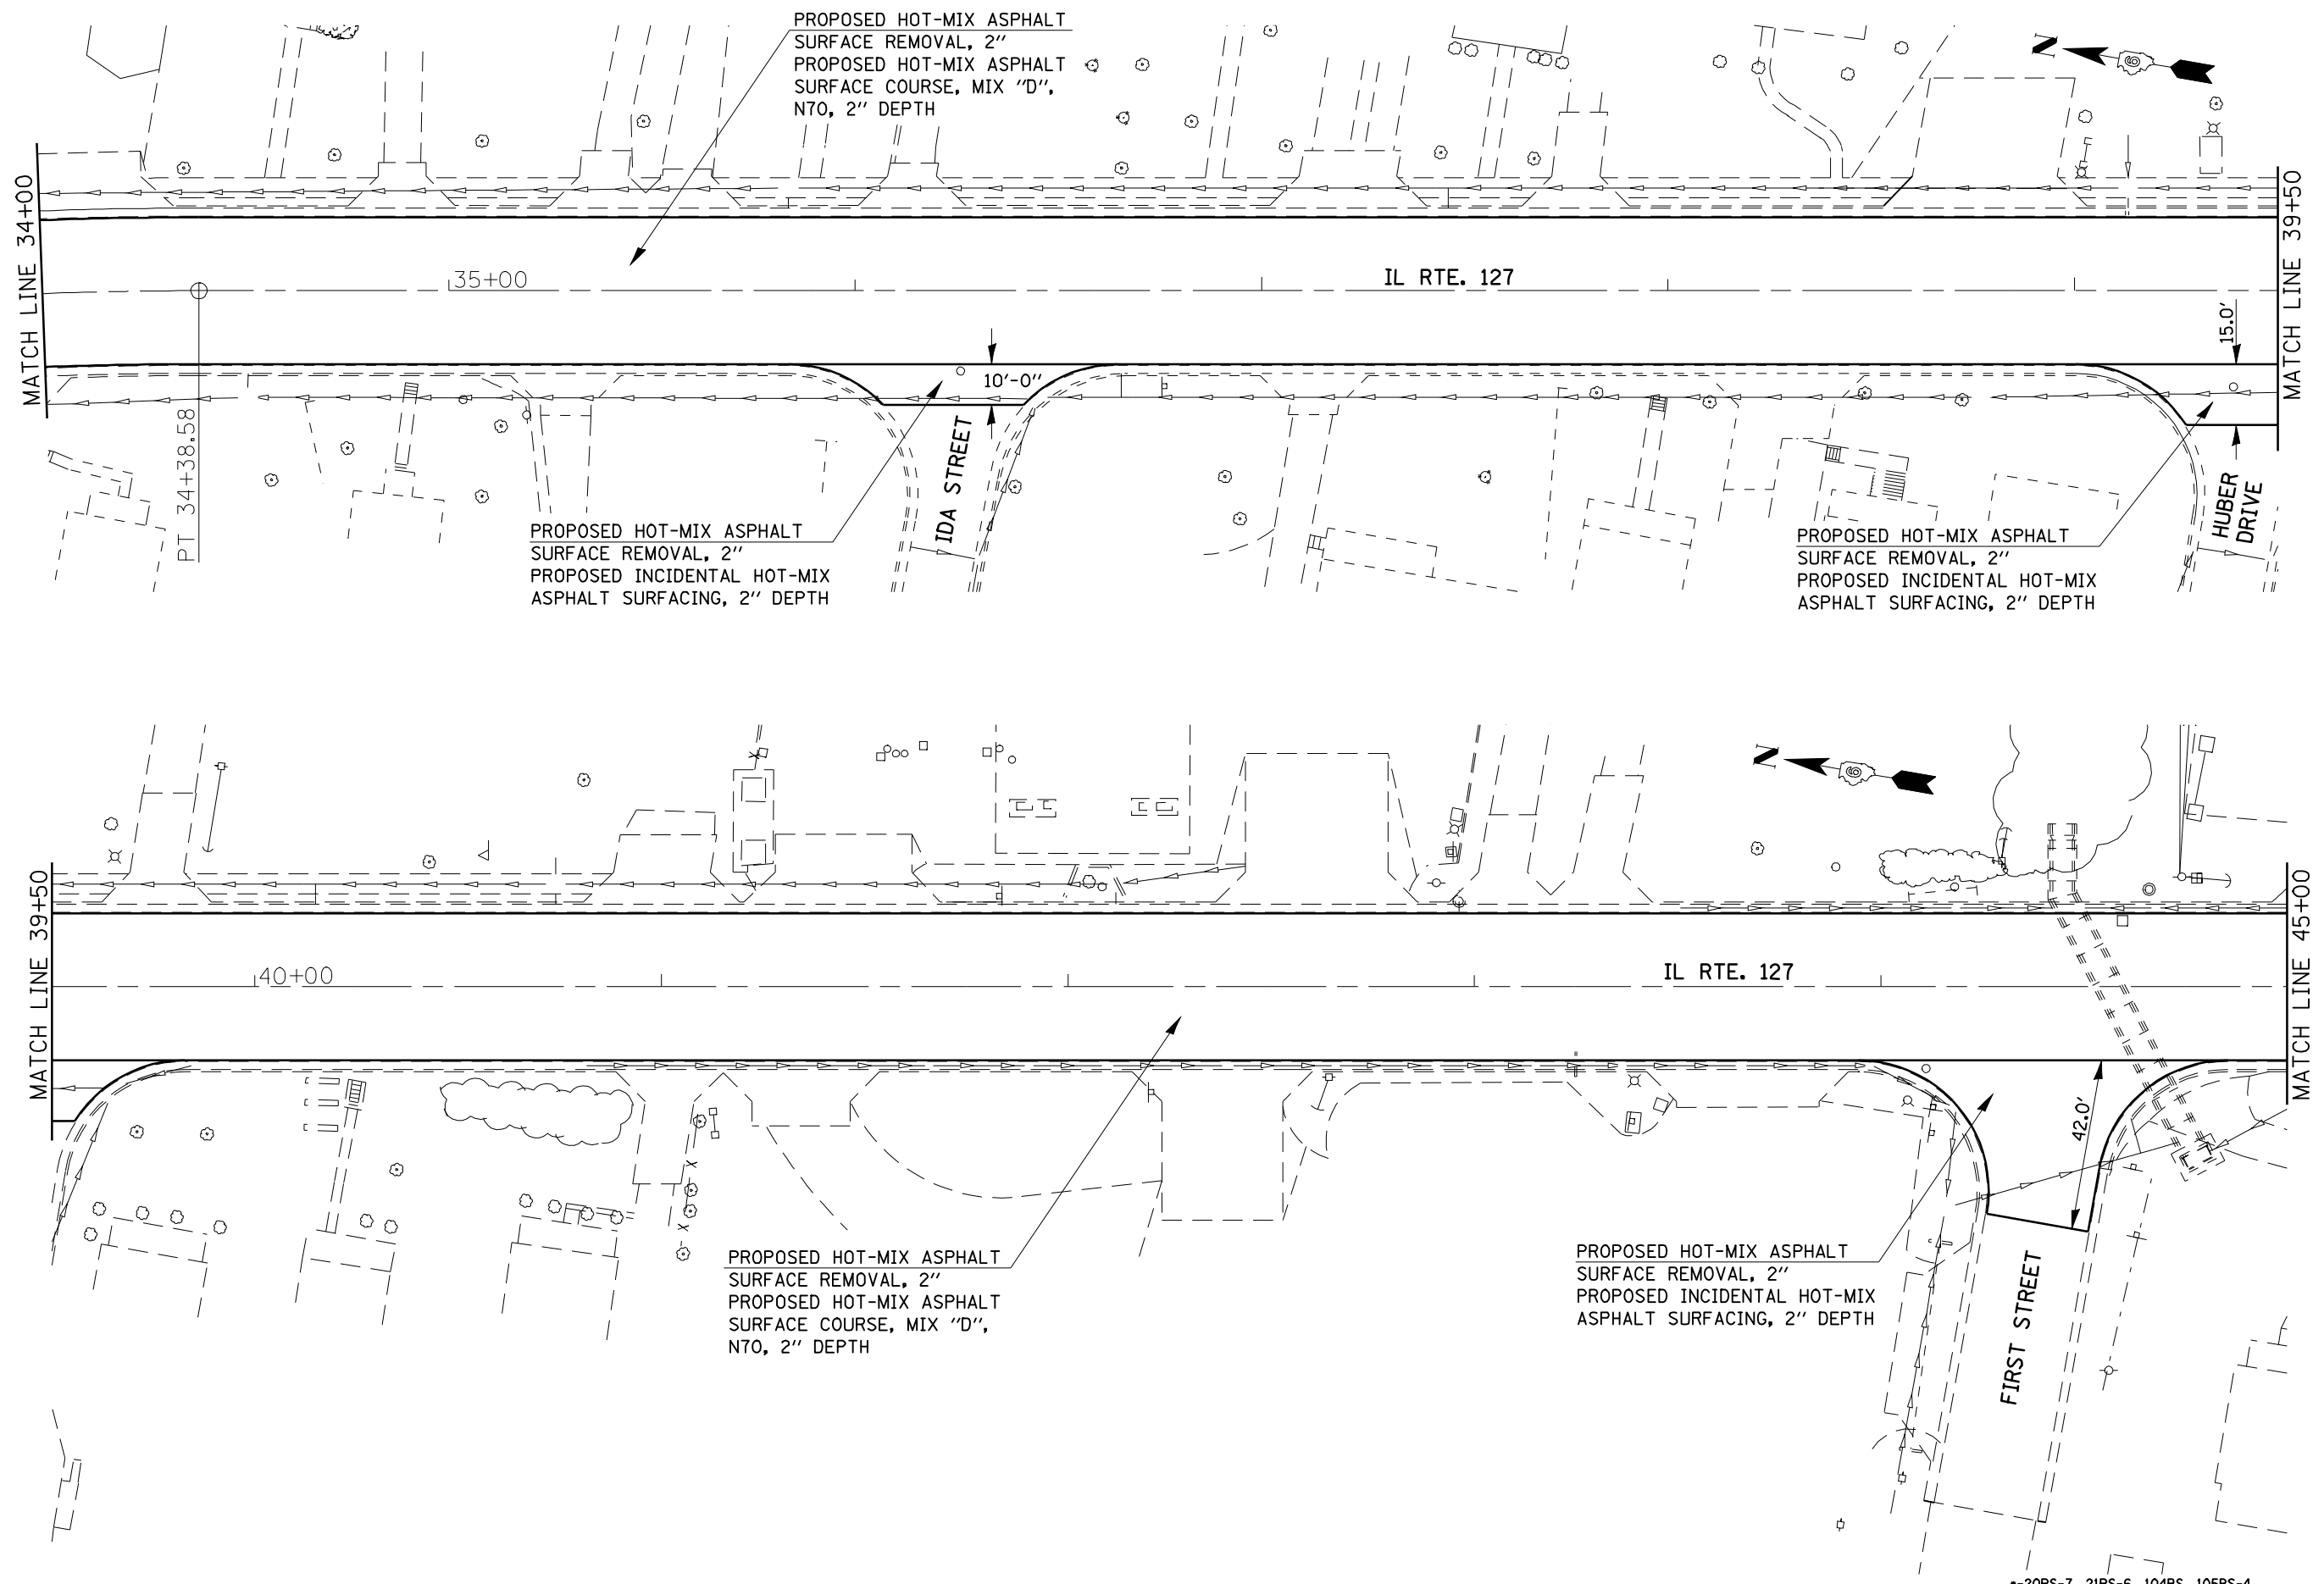 PROPOSED HOT-MIX ASPHALT
SURFACE REMOVAL, 2"
PROPOSED HOT-MIX ASPHALT
SURFACE COURSE, MIX "D",
N70, 2" DEPTH
N
MATCH LINE 34+00
35+00
IL RTE. 127
MATCH LINE 39+50
15.0'
10'-0"
PT 34+38.58
IDA STREET
HUBER
DRIVE
PROPOSED HOT-MIX ASPHALT
SURFACE REMOVAL, 2"
PROPOSED INCIDENTAL HOT-MIX
ASPHALT SURFACING, 2" DEPTH
PROPOSED HOT-MIX ASPHALT
SURFACE REMOVAL, 2"
PROPOSED INCIDENTAL HOT-MIX
ASPHALT SURFACING, 2" DEPTH
N
MATCH LINE 39+50
40+00
IL RTE. 127
MATCH LINE 45+00
42.0'
PROPOSED HOT-MIX ASPHALT
SURFACE REMOVAL, 2"
PROPOSED HOT-MIX ASPHALT
SURFACE COURSE, MIX "D",
N70, 2" DEPTH
PROPOSED HOT-MIX ASPHALT
SURFACE REMOVAL, 2"
PROPOSED INCIDENTAL HOT-MIX
ASPHALT SURFACING, 2" DEPTH
FIRST STREET